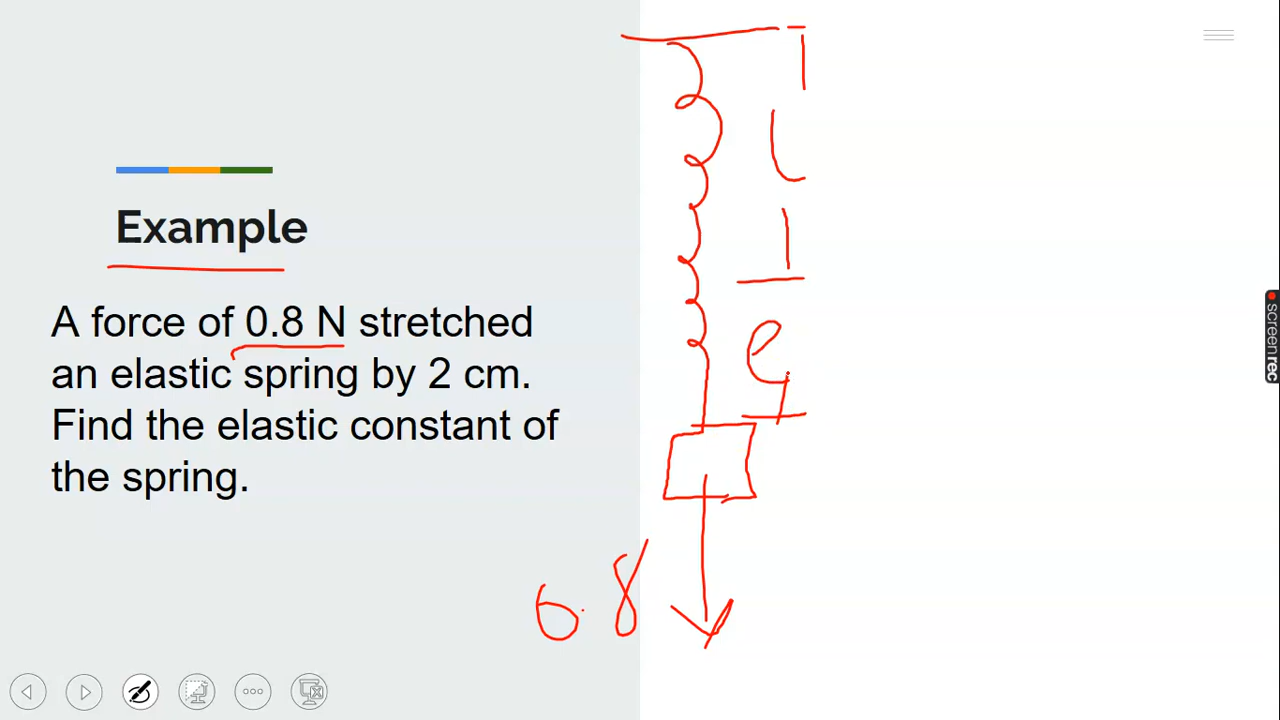 Example
A force of 0.8 N stretched
an elastic spring by 2 cm.
Find the elastic constant of
the spring.
l
e
0.8
screenrec